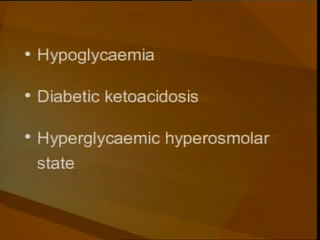 • Hypoglycaemia
• Diabetic ketoacidosis
• Hyperglycaemic hyperosmolar
state